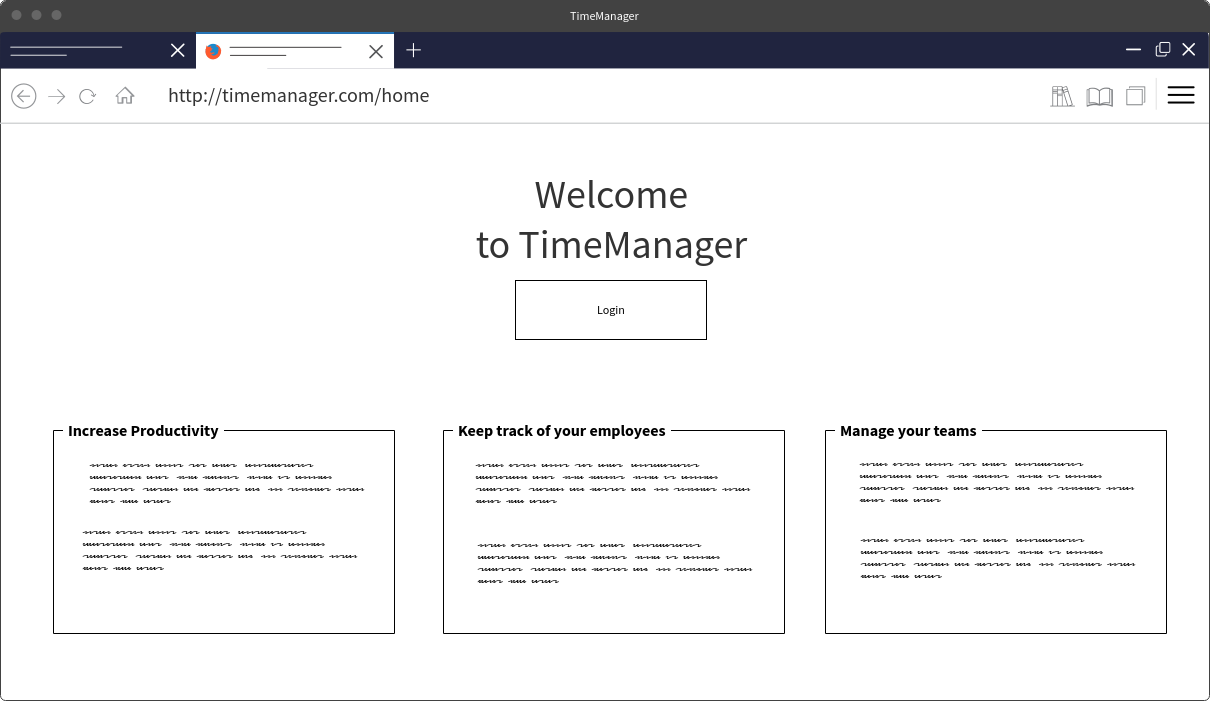 TimeManager
http://timemanager.com/home
Welcome
to TimeManager
Login
Increase Productivity
Keep track of your employees
Manage your teams